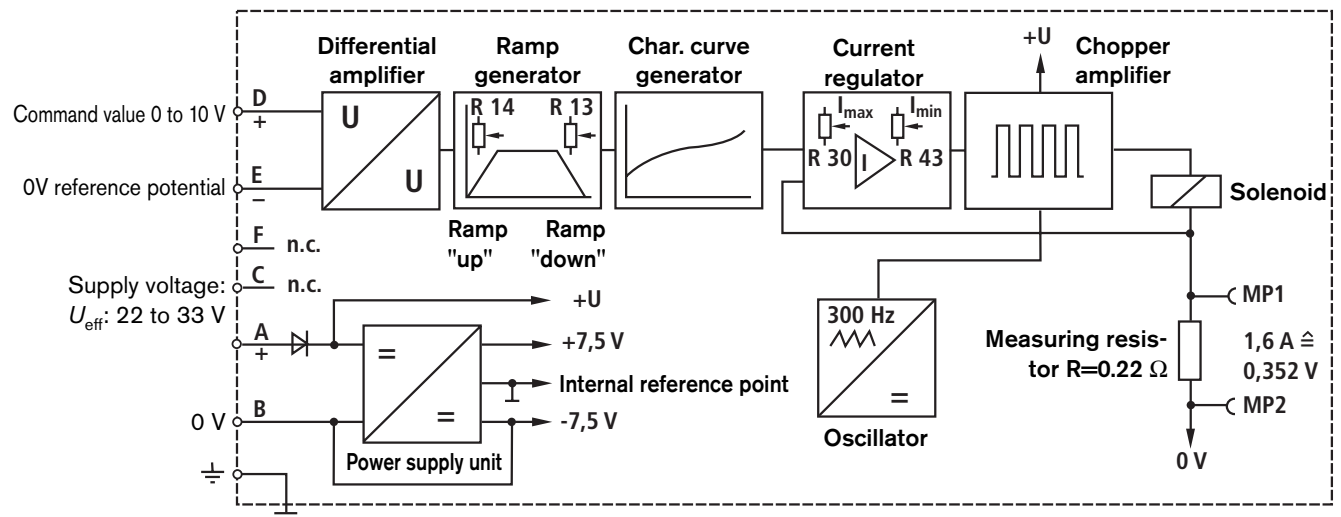 Differential
amplifier
Ramp
generator
Char. curve
generator
Current
regulator
+U
Chopper
amplifier
Command value 0 to 10 V
D
+
U
U
R 14
R 13
I max
I min
R 30
I
R 43
0V reference potential
E
–
Solenoid
Ramp
"up"
Ramp
"down"
F
n.c.
C
n.c.
Supply voltage:
Ueff: 22 to 33 V
A
+
=
=
+U
+7,5 V
Internal reference point
-7,5 V
0 V
B
Power supply unit
300 Hz
=
Oscillator
MP1
Measuring resis-
tor R=0.22 Ω
1,6 A ≙
0,352 V
MP2
0 V